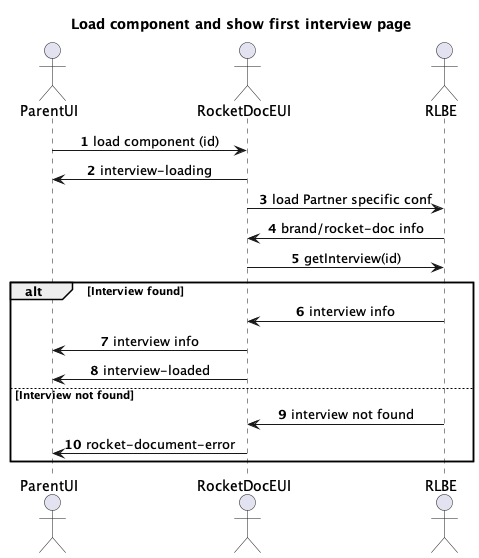 Load component and show first interview page
ParentUI RocketDocEUI RLBE
1 load component (id)
2 interview-loading
3 load Partner specific conf
4 brand/rocket-doc info
5 getInterview(id)
alt [Interview found]
6 interview info
7 interview info
8 interview-loaded
[Interview not found]
9 interview not found
10 rocket-document-error
ParentUI RocketDocEUI RLBE